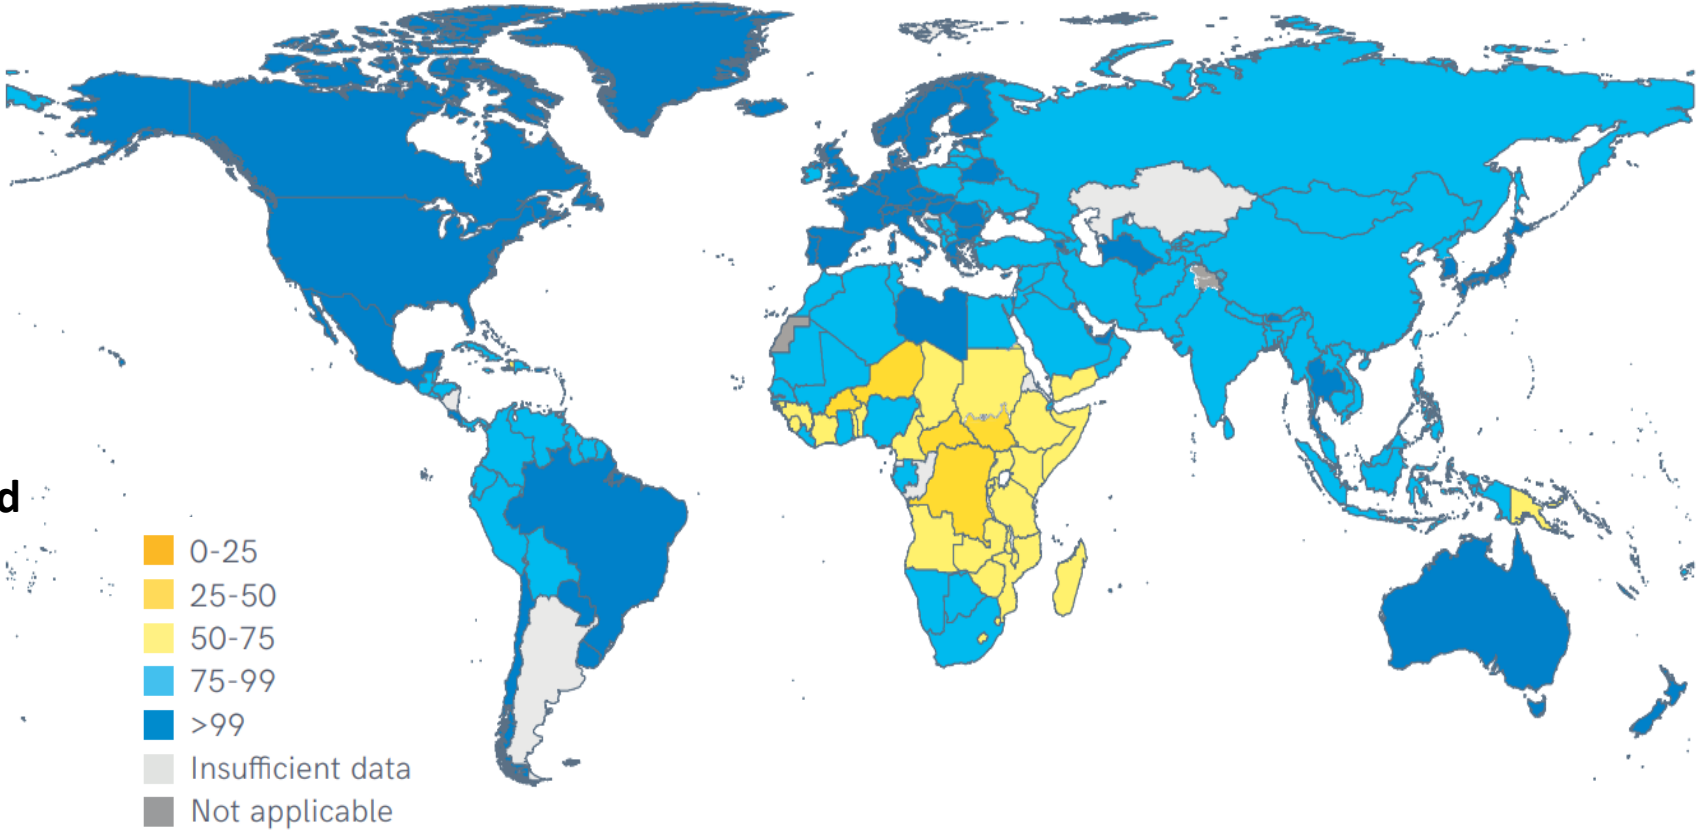 d
0-25
25-50
50-75
75-99
>99
Insufficient data
Not applicable